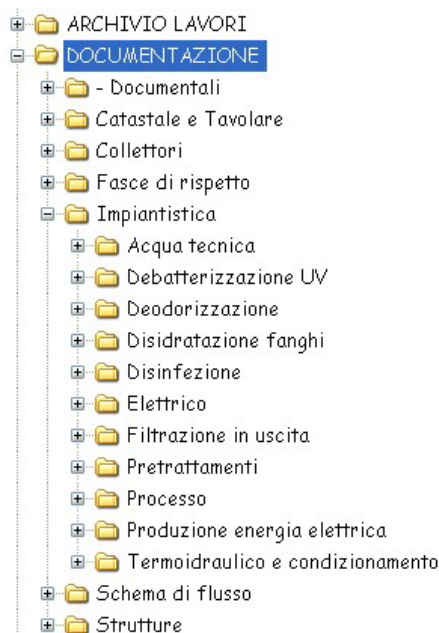 ARCHIVIO LAVORI
DOCUMENTAZIONE
- Documentali
Catastale e Tavolare
Collettori
Fasce di rispetto
Impiantistica
Acqua tecnica
Debatterizzazione UV
Deodorizzazione
Disidratazione fanghi
Disinfezione
Elettrico
Filtrazione in uscita
Pretrattamenti
Processo
Produzione energia elettrica
Termoidraulico e condizionamento
Schema di flusso
Strutture